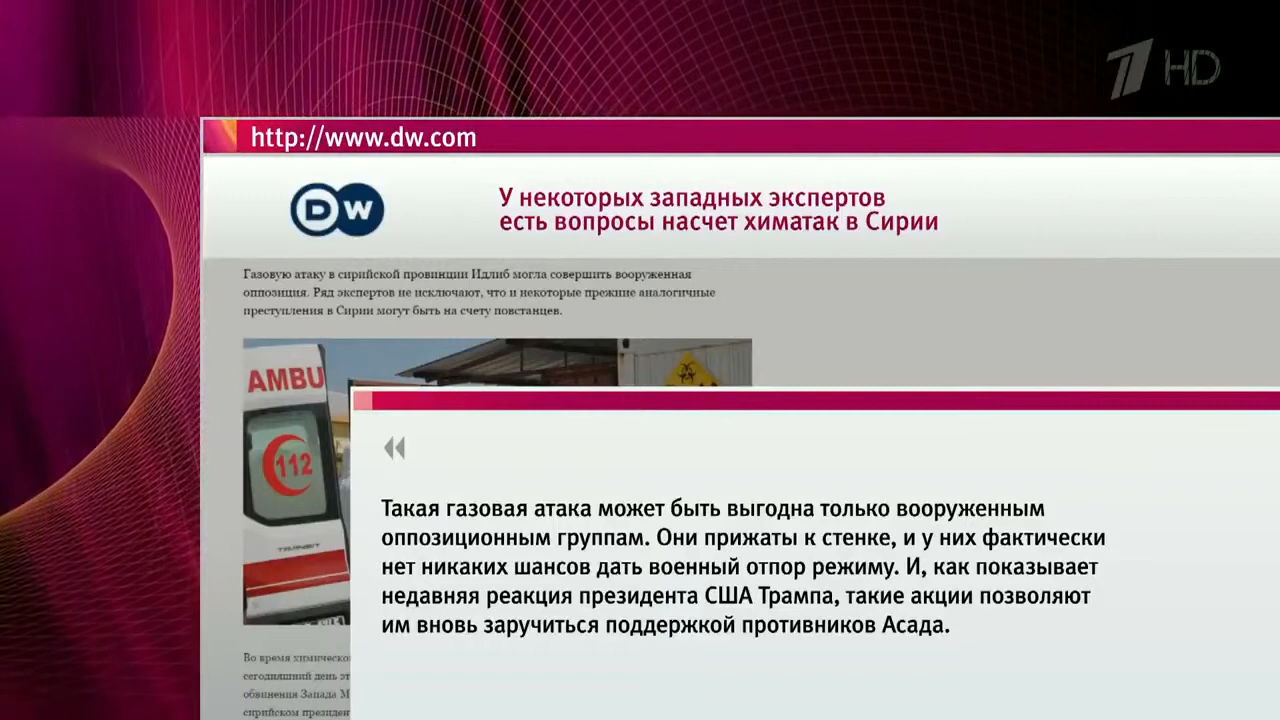 1 HD
http://www.dw.com
DW
У некоторых западных экспертов
есть вопросы насчет химатак в Сирии
Газовую атаку в сирийской провинции Идлиб могла совершить вооруженная
оппозиция. Ряд экспертов не исключают, что и некоторые прежние аналогичные
преступления в Сирии могут быть на счету повстанцев.
AMBU
112
TRANSIT
«
Такая газовая атака может быть выгодна только вооруженным
оппозиционным группам. Они прижаты к стенке, и у них фактически
нет никаких шансов дать военный отпор режиму. И, как показывает
недавняя реакция президента США Трампа, такие акции позволяют
им вновь заручиться поддержкой противников Асада.
Во время химическо
сегодняшний день эт
обвинения Запада М
сирийском президен